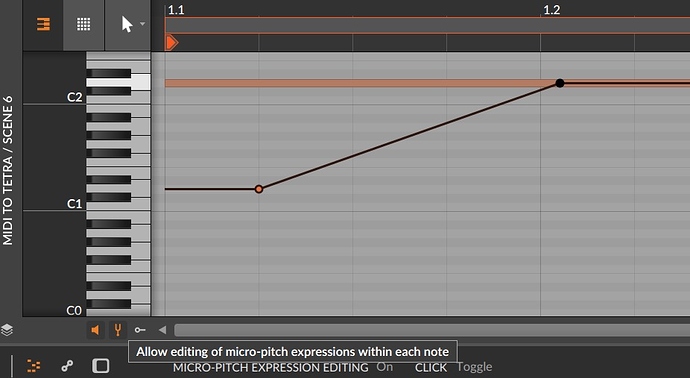 1.1
1.2
MIDI TO TETRA / SCENE 6
C2
C1
C0
Allow editing of micro-pitch expressions within each note
MICRO-PITCH EXPRESSION EDITING On CLICK Toggle